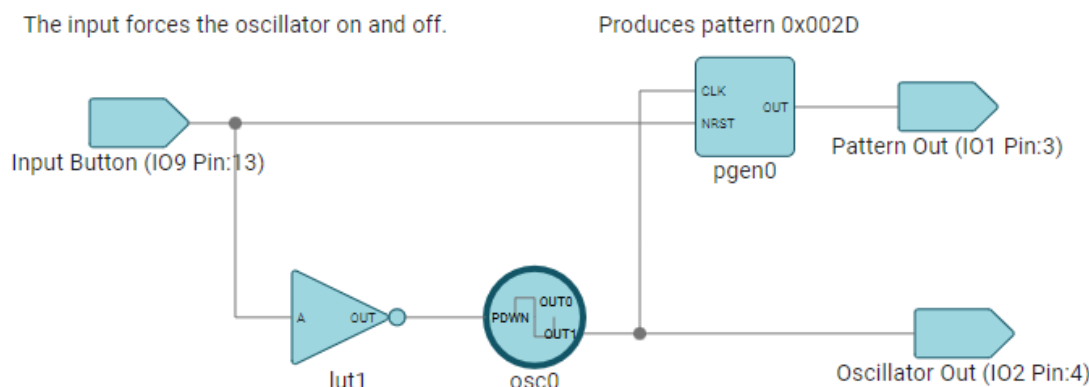 The input forces the oscillator on and off.
Produces pattern 0x002D
CLK
OUT
NRST
Input Button (IO9 Pin:13)
pgen0
Pattern Out (IO1 Pin:3)
A
OUT
PDWN
OUT0
OUT1
lut1
osc0
Oscillator Out (IO2 Pin:4)